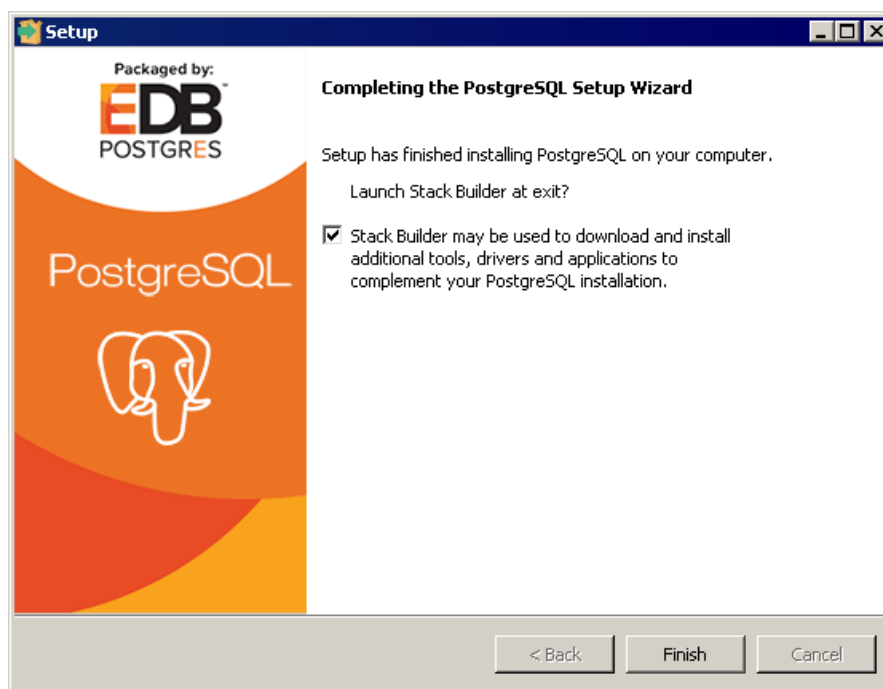 Setup
Packaged by:
EDB™
POSTGRES
PostgreSQL
Completing the PostgreSQL Setup Wizard
Setup has finished installing PostgreSQL on your computer.
Launch Stack Builder at exit?
Stack Builder may be used to download and install
additional tools, drivers and applications to
complement your PostgreSQL installation.
< Back
Finish
Cancel